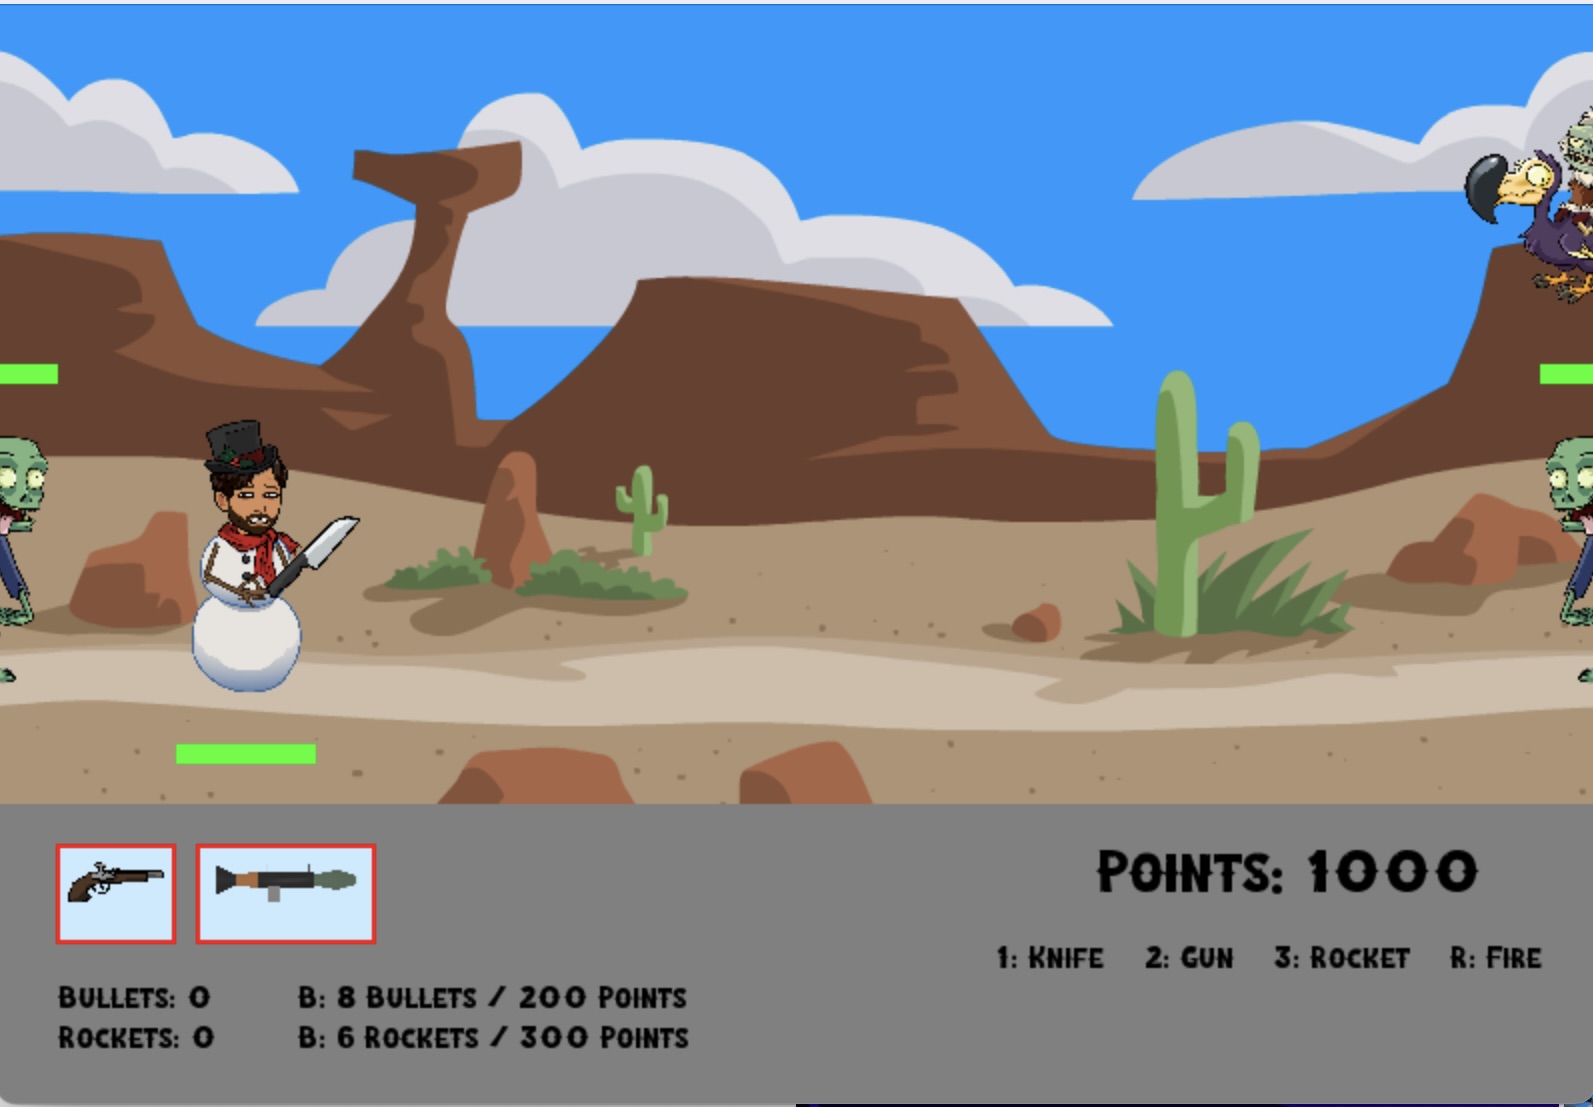 Points: 1000
1: Knife 2: Gun 3: Rocket R: Fire
Bullets: 0 B: 8 Bullets / 200 Points
Rockets: 0 B: 6 Rockets / 300 Points